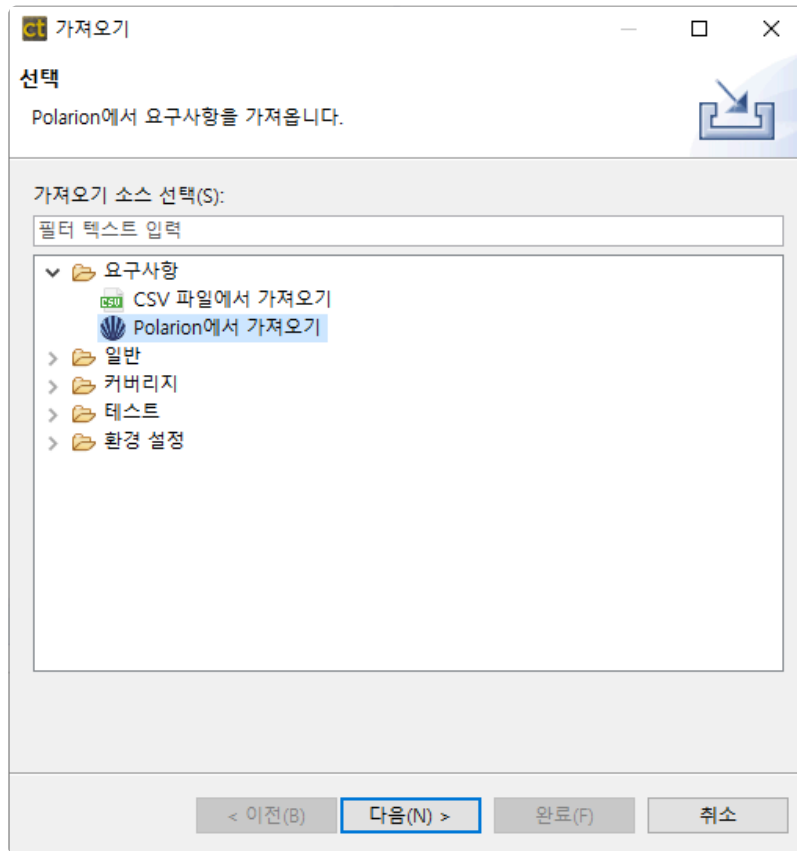 ct 가져오기
선택
Polarion에서 요구사항을 가져옵니다.
가져오기 소스 선택(S):
필터 텍스트 입력
요구사항
CSV CSV 파일에서 가져오기
Polarion에서 가져오기
일반
커버리지
테스트
환경 설정
< 이전(B) 다음(N) > 완료(F) 취소